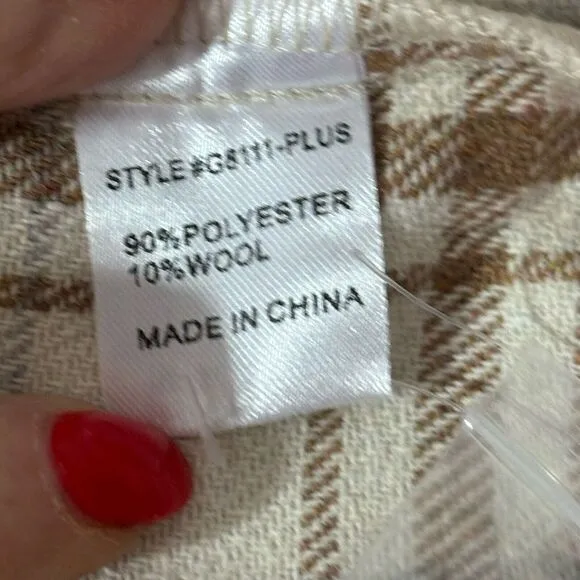 STYLE#G8111-PLUS
90%POLYESTER
10%WOOL
MADE IN CHINA